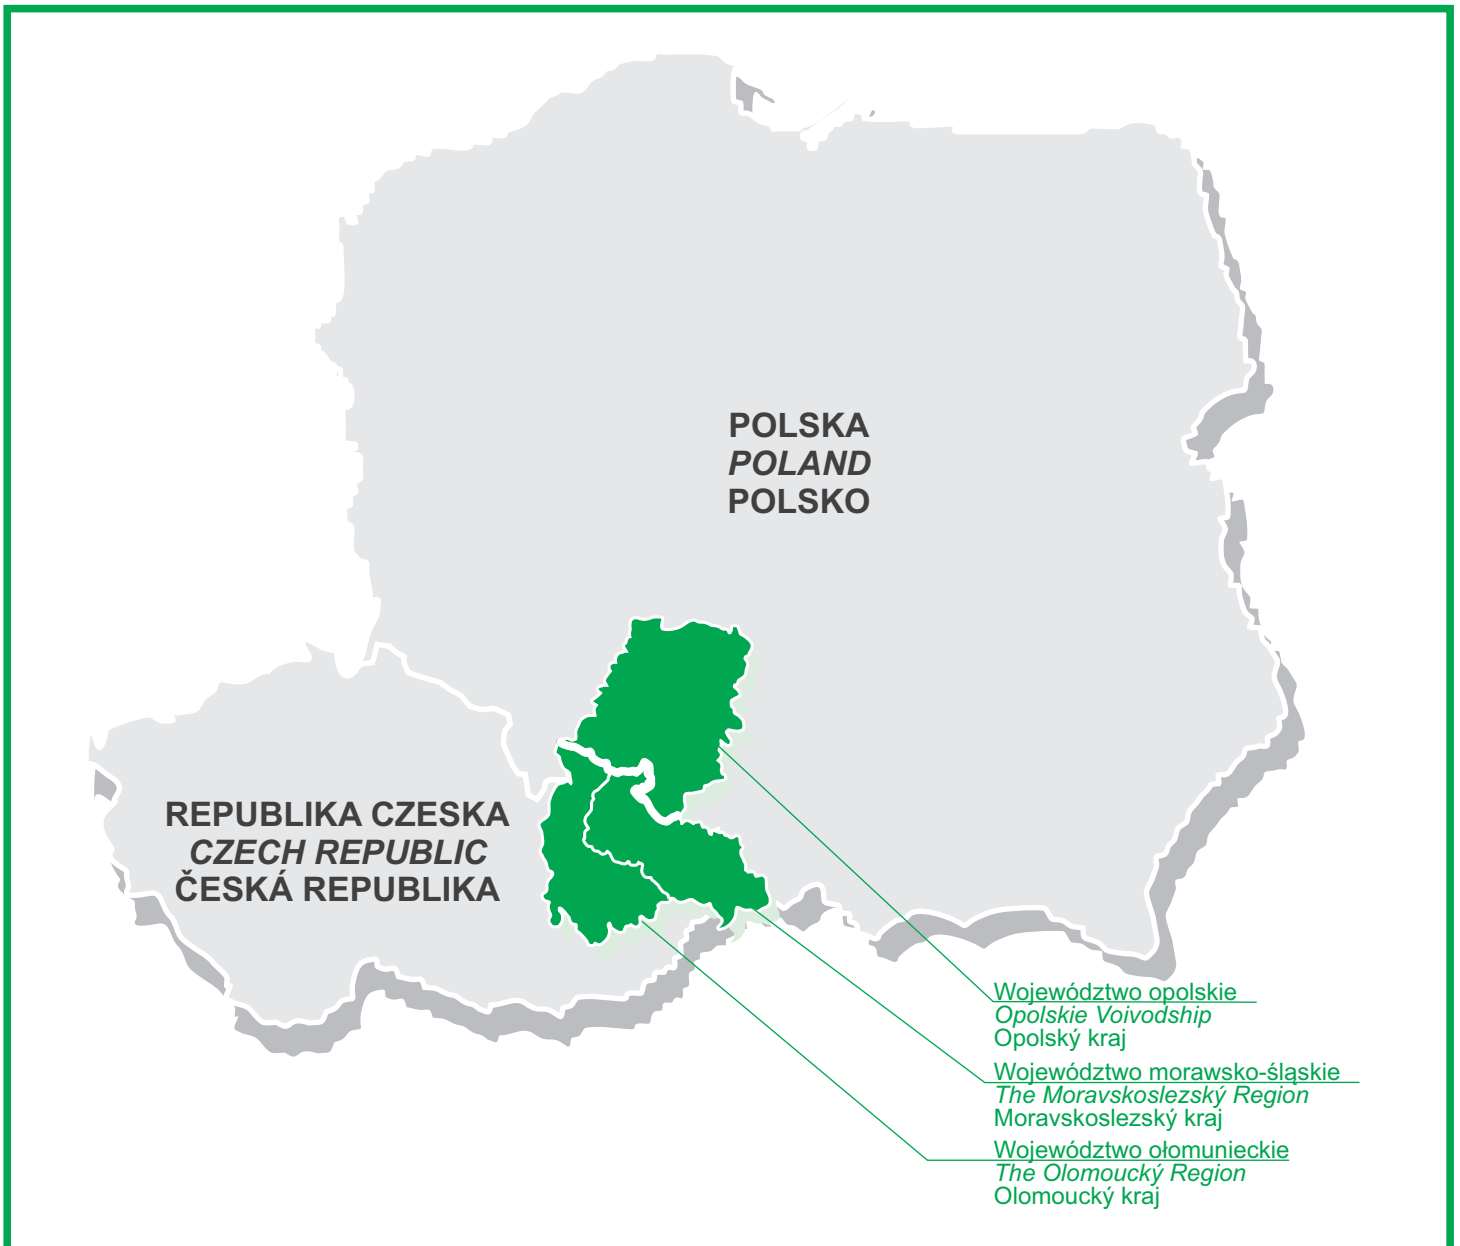 POLSKA
POLAND
POLSKO
REPUBLIKA CZESKA
CZECH REPUBLIC
ČESKÁ REPUBLIKA
Województwo opolskie
Opolskie Voivodship
Opolský kraj
Województwo morawsko-śląskie
The Moravskoslezský Region
Moravskoslezský kraj
Województwo ołomunieckie
The Olomoucký Region
Olomoucký kraj